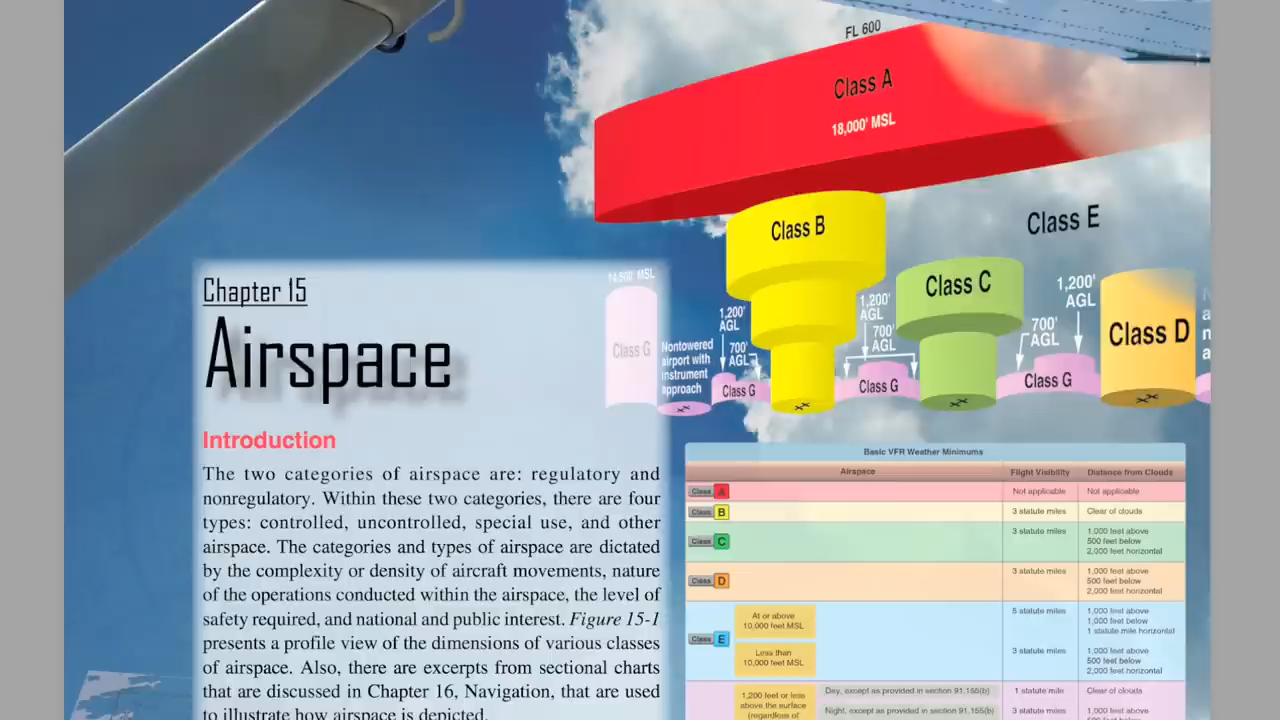 FL 600
Class A
18,000' MSL
Class B
Class E
Class C
Class D
14,500' MSL
Class G
Nontowered
airport with
instrument
approach
1,200'
AGL
700'
AGL
Class G
1,200'
AGL
700'
AGL
Class G
700'
AGL
1,200'
AGL
Class G
Chapter 15
Airspace
Introduction
The two categories of airspace are: regulatory and
nonregulatory. Within these two categories, there are four
types: controlled, uncontrolled, special use, and other
airspace. The categories and types of airspace are dictated
by the complexity or density of aircraft movements, nature
of the operations conducted within the airspace, the level of
safety required, and national and public interest. Figure 15-1
presents a profile view of the dimensions of various classes
of airspace. Also, there are excerpts from sectional charts
that are discussed in Chapter 16, Navigation, that are used
to illustrate how airspace is depicted.
Basic VFR Weather Minimums
Airspace Flight Visibility Distance from Clouds
Class A Not applicable Not applicable
Class B 3 statute miles Clear of clouds
Class C 3 statute miles 1,000 feet above
500 feet below
2,000 feet horizontal
Class D 3 statute miles 1,000 feet above
500 feet below
2,000 feet horizontal
Class E
At or above
10,000 feet MSL
5 statute miles 1,000 feet above
1,000 feet below
1 statute mile horizontal
Less than
10,000 feet MSL
3 statute miles 1,000 feet above
500 feet below
2,000 feet horizontal
1,200 feet or less
above the surface
(regardless of
Day, except as provided in section 91.155(b) 1 statute mile Clear of clouds
Night, except as provided in section 91.155(b) 3 statute miles 1,000 feet above
500 feet below